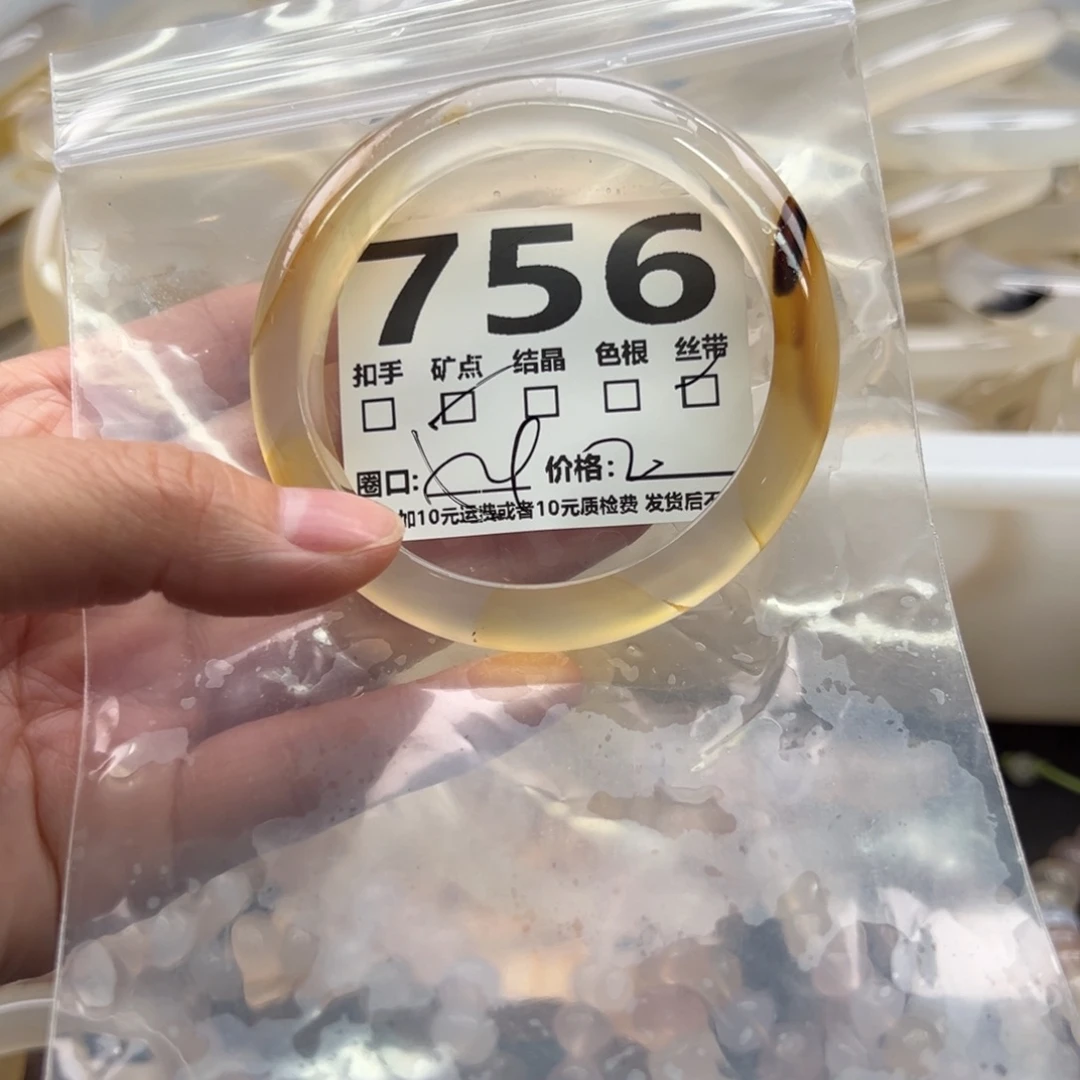 756
扣手 矿点 结晶 色根 丝带
圈口: 价格:
加10元运费或者10元质检费 发货后不